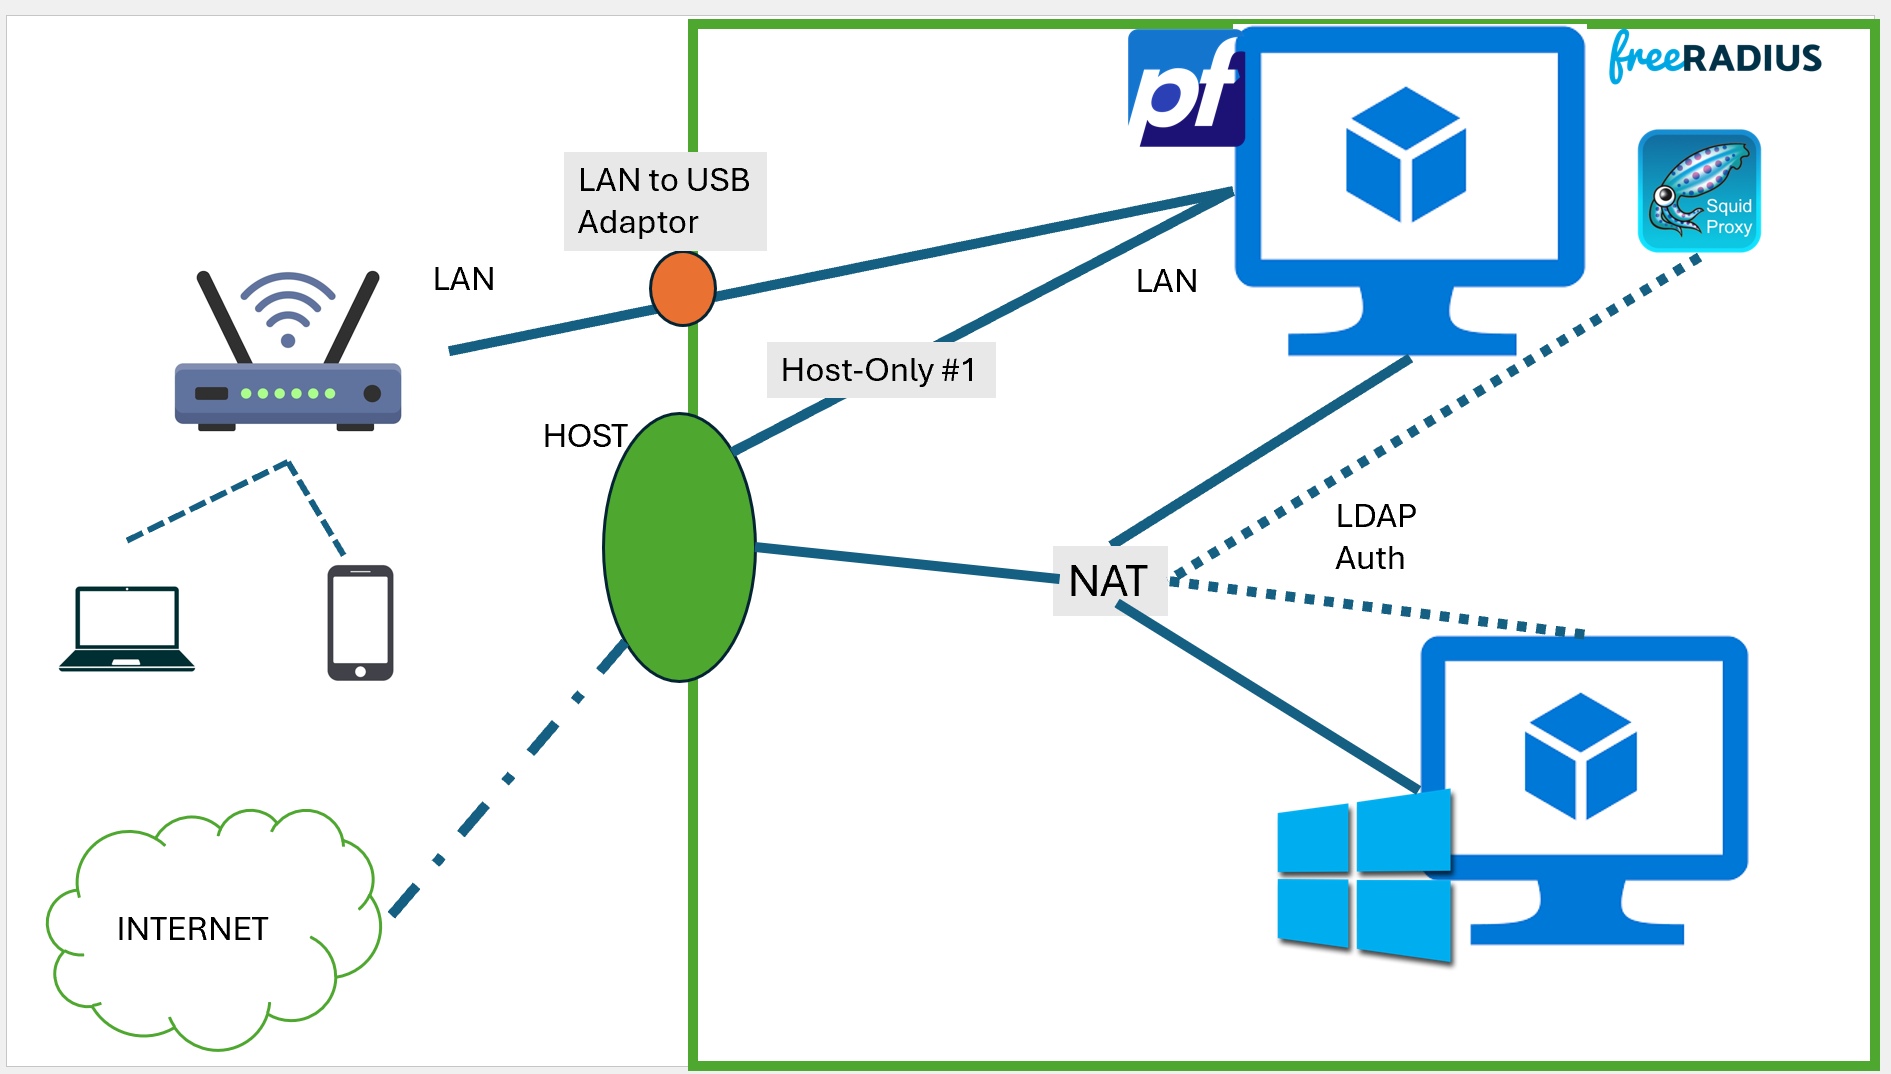 pf
freeRADIUS
LAN to USB
Adaptor
Squid
Proxy
LAN
LAN
Host-Only #1
HOST
LDAP
Auth
NAT
INTERNET